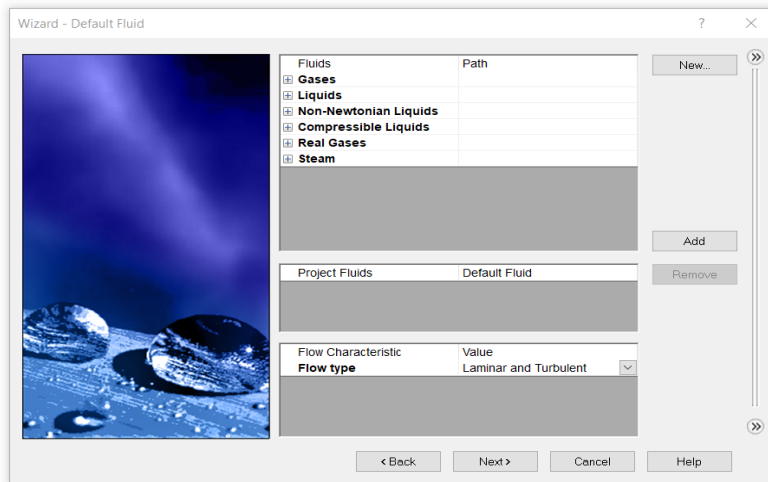 Wizard - Default Fluid
Fluids Path
Gases
Liquids
Non-Newtonian Liquids
Compressible Liquids
Real Gases
Steam
New...
Add
Project Fluids Default Fluid
Remove
Flow Characteristic Value
Flow type Laminar and Turbulent
< Back Next > Cancel Help